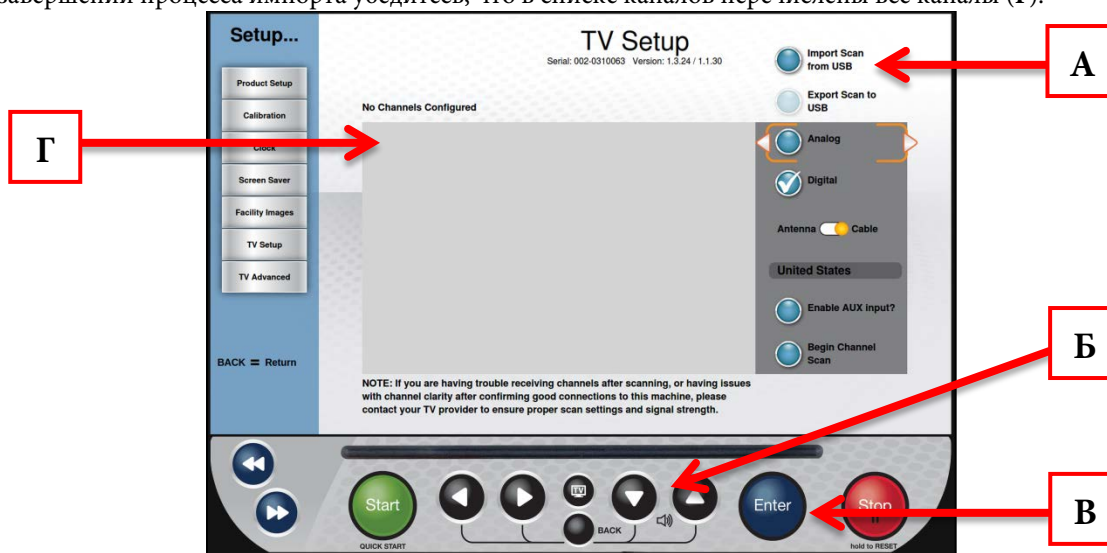 завершении процесса импорта убедитесь, что в списке каналов перечислены все каналы (Г).
Setup...
TV Setup
Serial: 002-0310063 Version: 1.3.24 / 1.1.30
Import Scan
from USB
А
Export Scan to
USB
Product Setup
Calibration
Clock
Screen Saver
Facility Images
TV Setup
TV Advanced
BACK = Return
Г
No Channels Configured
Analog
Digital
Antenna Cable
United States
Enable AUX input?
Begin Channel
Scan
Б
NOTE: If you are having trouble receiving channels after scanning, or having issues
with channel clarity after confirming good connections to this machine, please
contact your TV provider to ensure proper scan settings and signal strength.
Start
QUICK START
TV
BACK
Enter
Stop
hold to RESET
В